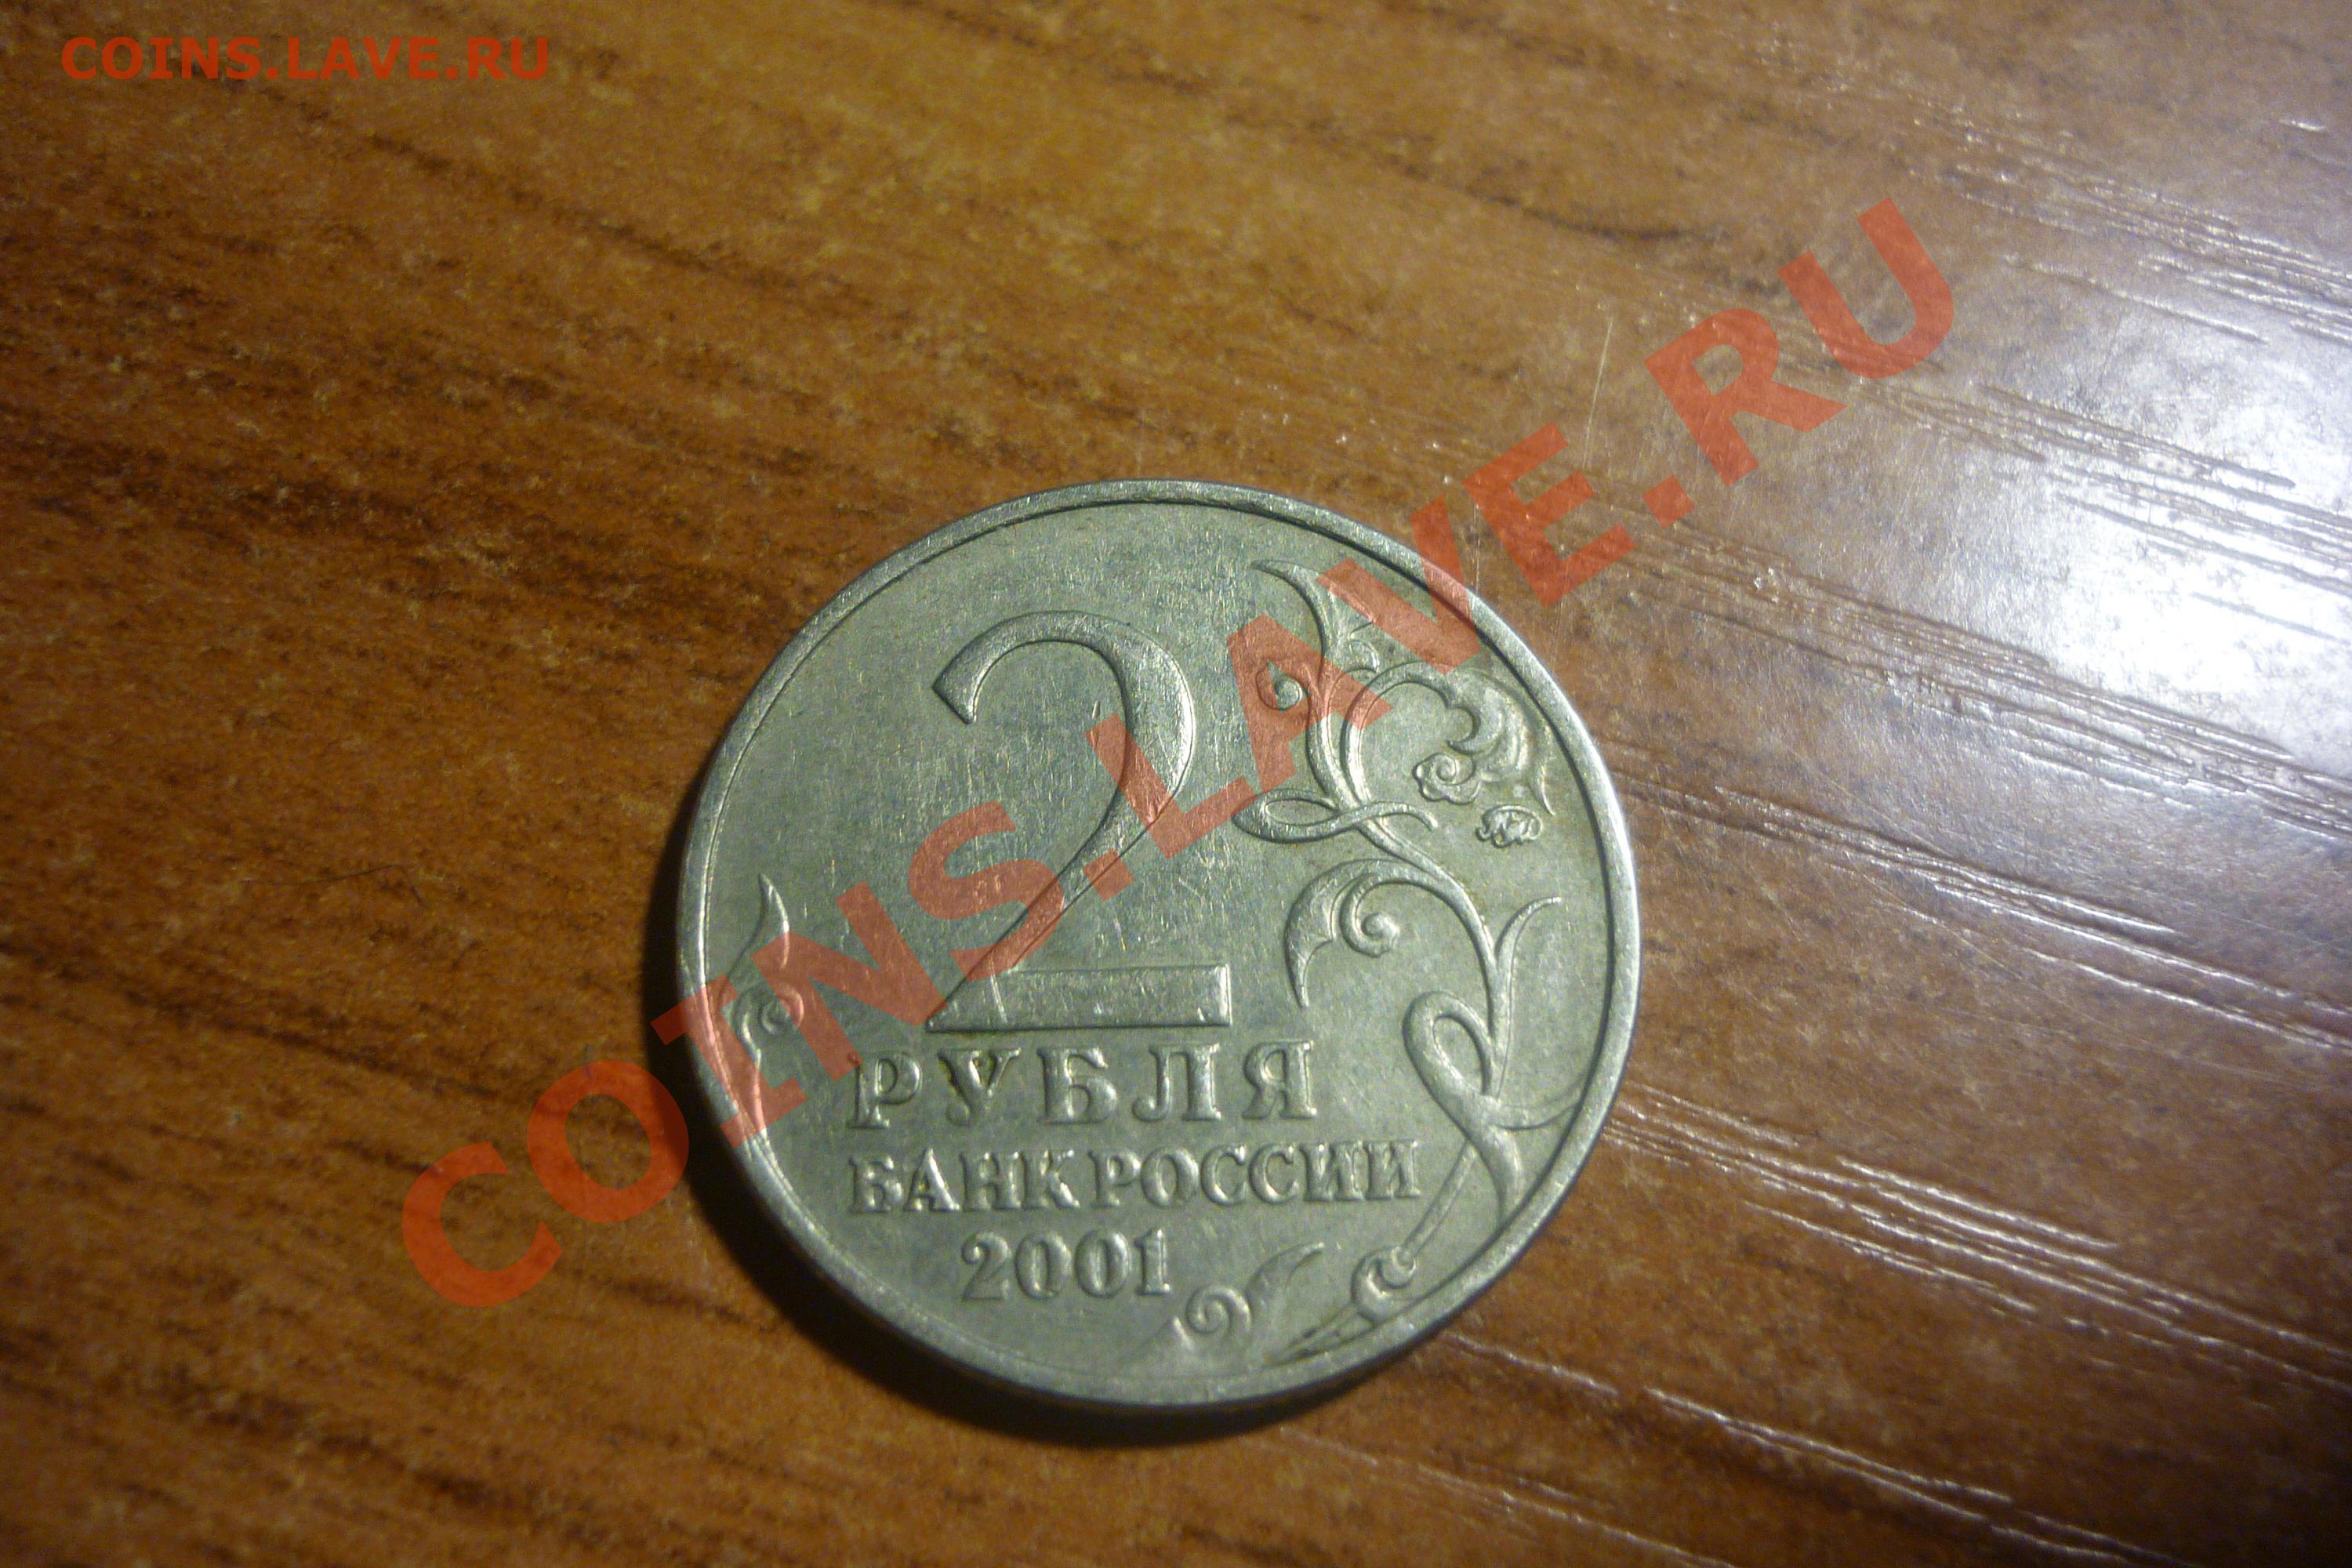 COINS.LAVE.RU
COINS.LAVE.RU
2
РУБЛЯ
БАНК РОССИИ
2001